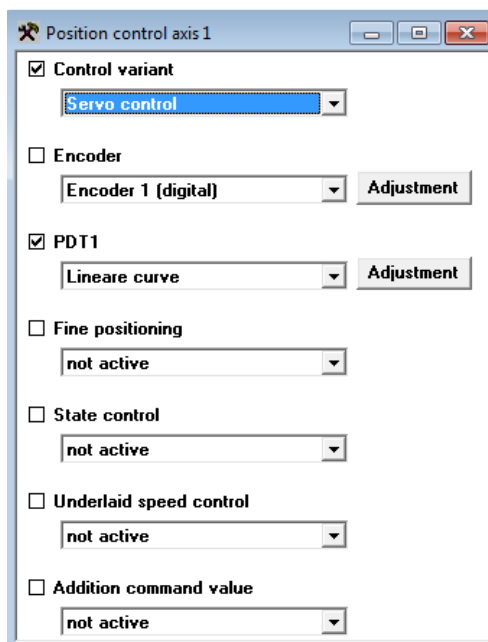 Position control axis 1
Control variant
Servo control
Encoder
Encoder 1 (digital)
Adjustment
PDT1
Lineare curve
Adjustment
Fine positioning
not active
State control
not active
Underlaid speed control
not active
Addition command value
not active